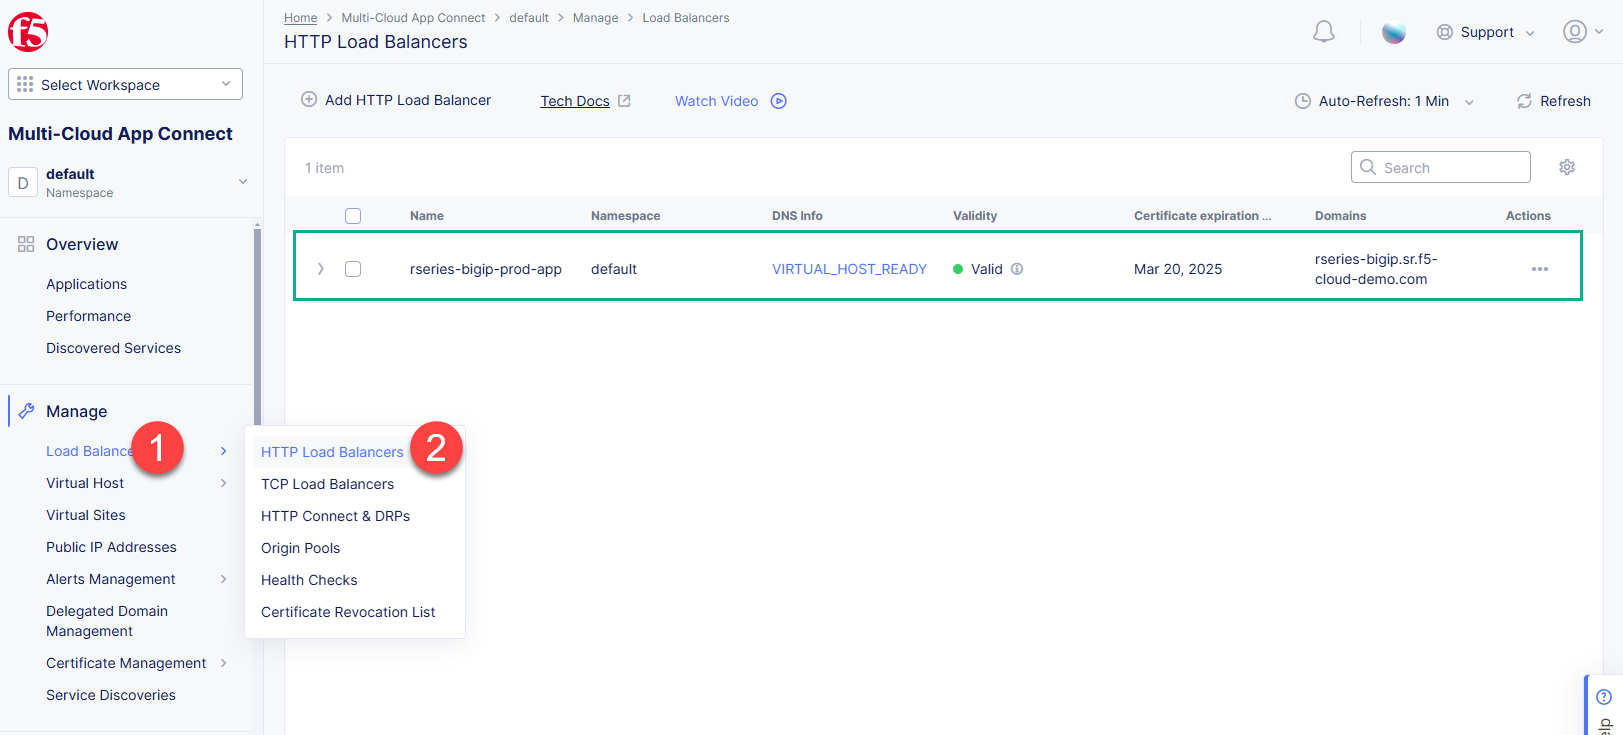 f5
Home > Multi-Cloud App Connect > default > Manage > Load Balancers
HTTP Load Balancers
Support
Select Workspace
Multi-Cloud App Connect
D
default
Namespace
Overview
Applications
Performance
Discovered Services
Manage
Load Balance
1
Virtual Host
Virtual Sites
Public IP Addresses
Alerts Management
Delegated Domain
Management
Certificate Management
Service Discoveries
HTTP Load Balancers
2
TCP Load Balancers
HTTP Connect & DRPs
Origin Pools
Health Checks
Certificate Revocation List
Add HTTP Load Balancer
Tech Docs
Watch Video
Auto-Refresh: 1 Min
Refresh
1 item
Search
Name Namespace DNS Info Validity Certificate expiration ... Domains Actions
rseries-bigip-prod-app default VIRTUAL_HOST_READY Valid Mar 20, 2025
rseries-bigip.sr.f5-
cloud-demo.com